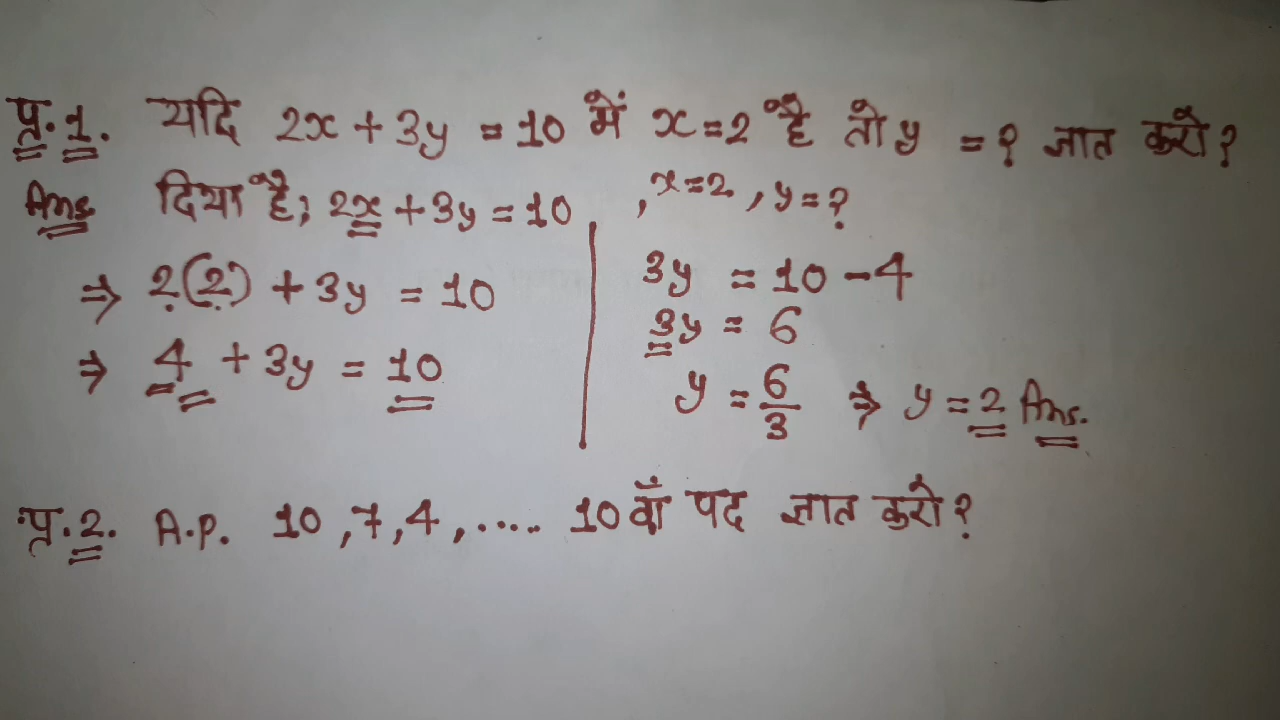 प्र.1. यदि 2x + 3y = 10 में x = 2 है तो y = ? ज्ञात करो ?
Ans. दिया है; 2x + 3y = 10 , x = 2 , y = ?
⇒ 2(2) + 3y = 10
⇒ 4 + 3y = 10
3y = 10 - 4
3y = 6
y = 6/3 ⇒ y = 2 Ans.
प्र.2. A.P. 10 , 7 , 4 , ..... 10 वाँ पद ज्ञात करो ?